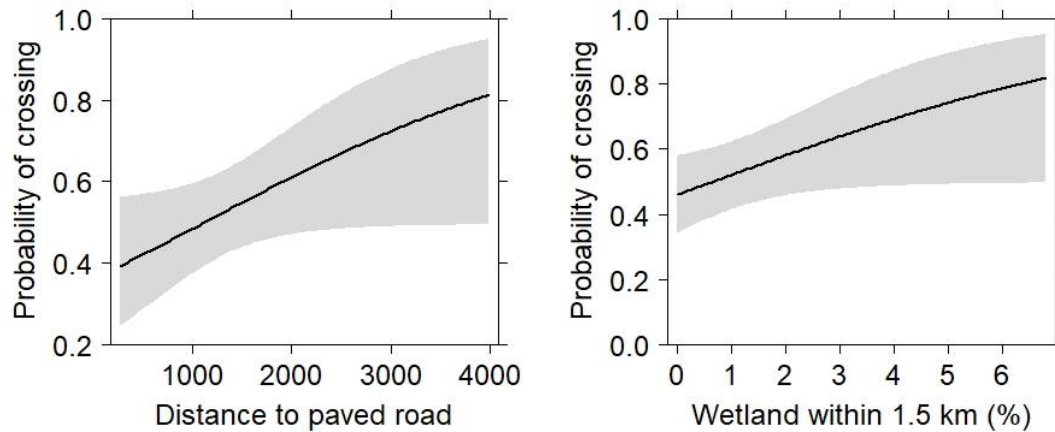 Probability of crossing
1.0
0.8
0.6
0.4
0.2
1000 2000 3000 4000
Distance to paved road
Probability of crossing
1.0
0.8
0.6
0.4
0.2
0.0
0 1 2 3 4 5 6
Wetland within 1.5 km (%)